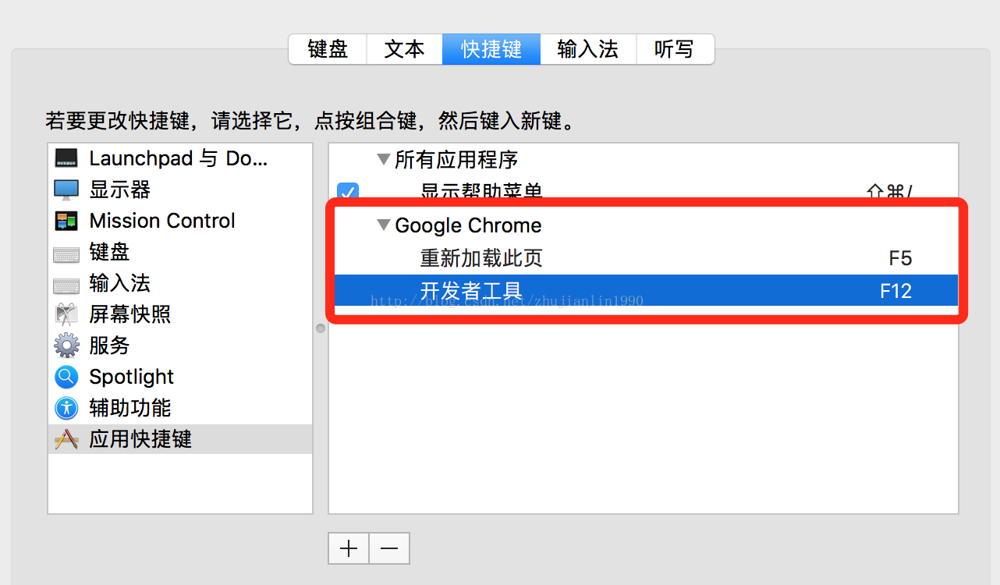 键盘 文本 快捷键 输入法 听写
若要更改快捷键，请选择它，点按组合键，然后键入新键。
Launchpad 与 Do...
显示器
Mission Control
键盘
输入法
屏幕快照
服务
Spotlight
辅助功能
应用快捷键
所有应用程序
显示帮助菜单 ⇧⌘/
Google Chrome
重新加载此页 F5
开发者工具 F12
http://blog.csdn.net/zhujianlin1990